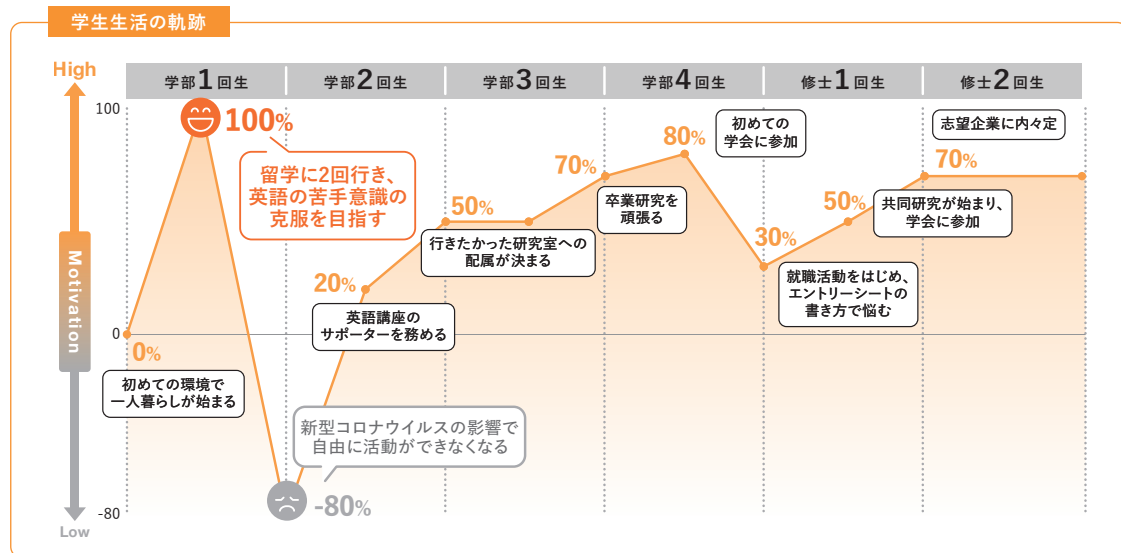 学生生活の軌跡
High
学部1回生
学部2回生
学部3回生
学部4回生
修士1回生
修士2回生
100
100%
留学に2回行き、
英語の苦手意識の
克服を目指す
80%
初めての
学会に参加
志望企業に内々定
70%
70%
卒業研究を
頑張る
50%
行きたかった研究室への
配属が決まる
50%
共同研究が始まり、
学会に参加
30%
就職活動をはじめ、
エントリーシートの
書き方で悩む
20%
英語講座の
サポーターを務める
Motivation
0
0%
初めての環境で
一人暮らしが始まる
新型コロナウイルスの影響で
自由に活動ができなくなる
-80%
-80
Low